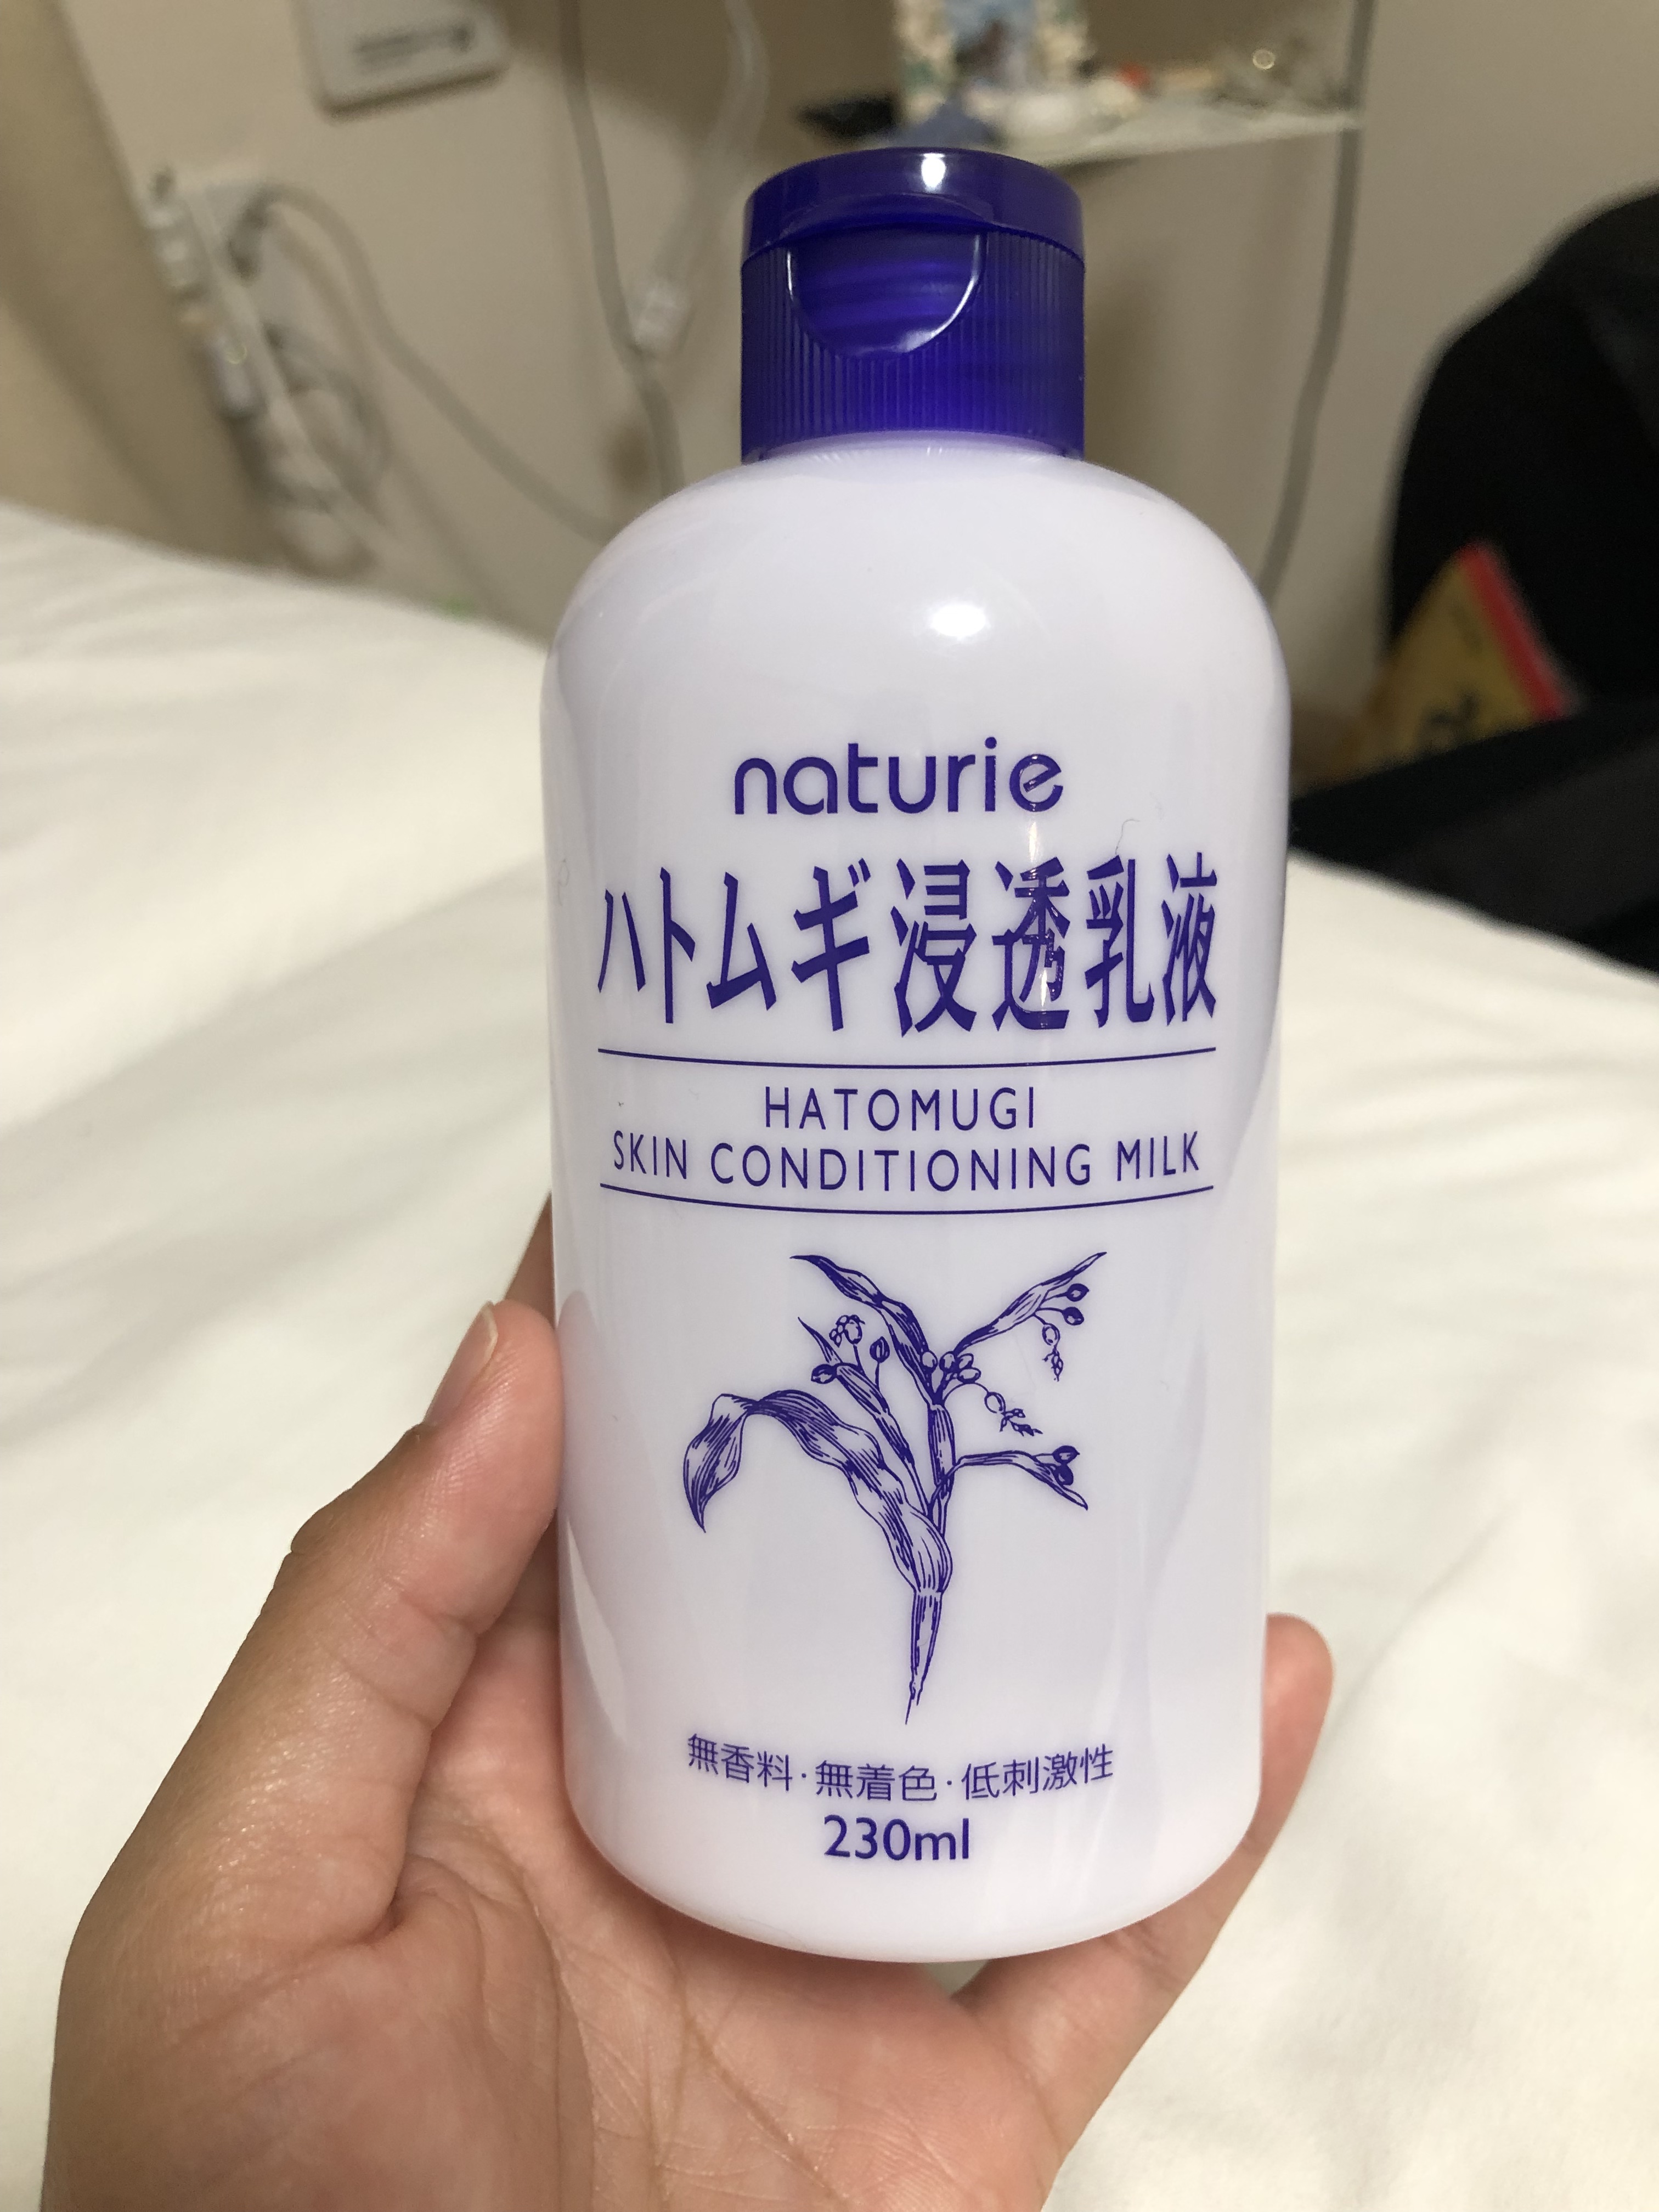 naturie
ハトムギ浸透乳液
HATOMUGI
SKIN CONDITIONING MILK
無香料·無着色·低刺激性
230ml